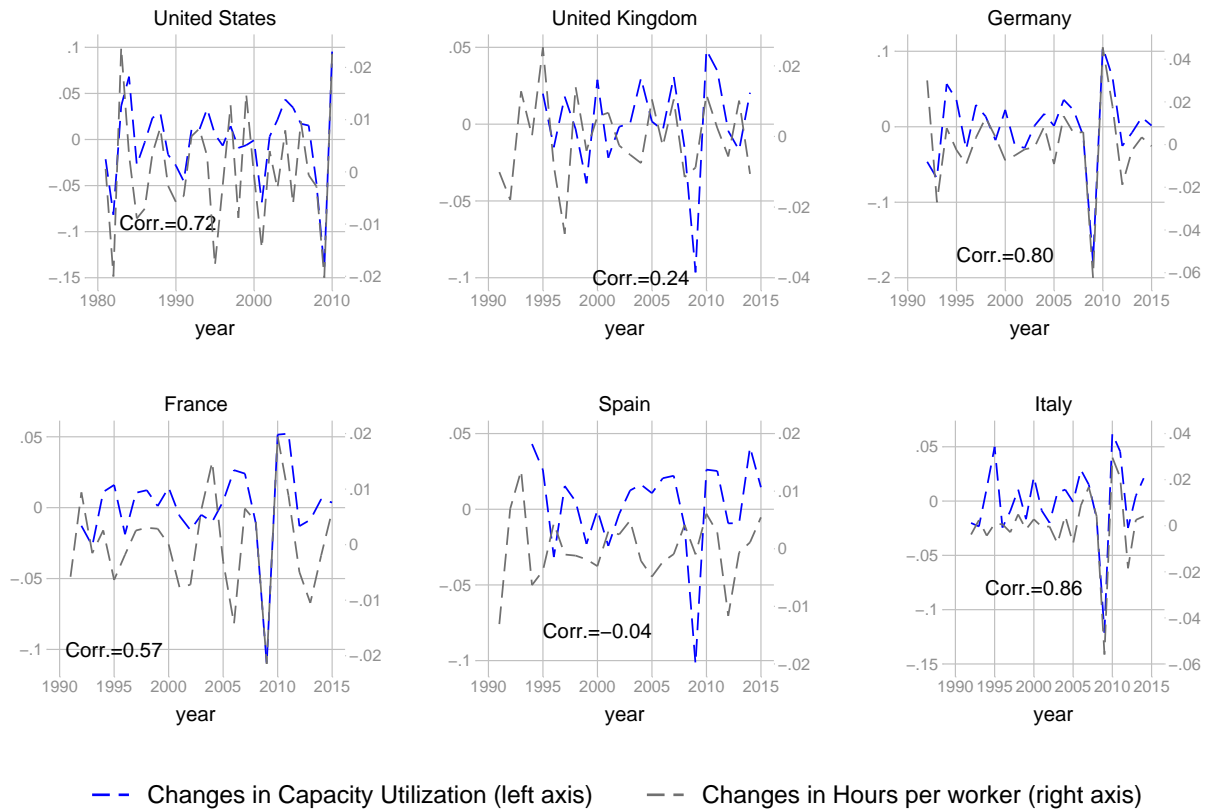 United States
.1
.05
0
−.05
−.1
−.15
.02
.01
0
−.01
−.02
Corr.=0.72
1980 1990 2000 2010
year
United Kingdom
.05
0
−.05
−.1
.02
0
−.02
−.04
Corr.=0.24
1990 1995 2000 2005 2010 2015
year
Germany
.1
0
−.1
−.2
.04
.02
0
−.02
−.04
−.06
Corr.=0.80
1990 1995 2000 2005 2010 2015
year
France
.05
0
−.05
−.1
.02
.01
0
−.01
−.02
Corr.=0.57
1990 1995 2000 2005 2010 2015
year
Spain
.05
0
−.05
−.1
.02
.01
0
−.01
−.02
Corr.=−0.04
1990 1995 2000 2005 2010 2015
year
Italy
.05
0
−.05
−.1
−.15
.04
.02
0
−.02
−.04
−.06
Corr.=0.86
1990 1995 2000 2005 2010 2015
year
Changes in Capacity Utilization (left axis) Changes in Hours per worker (right axis)